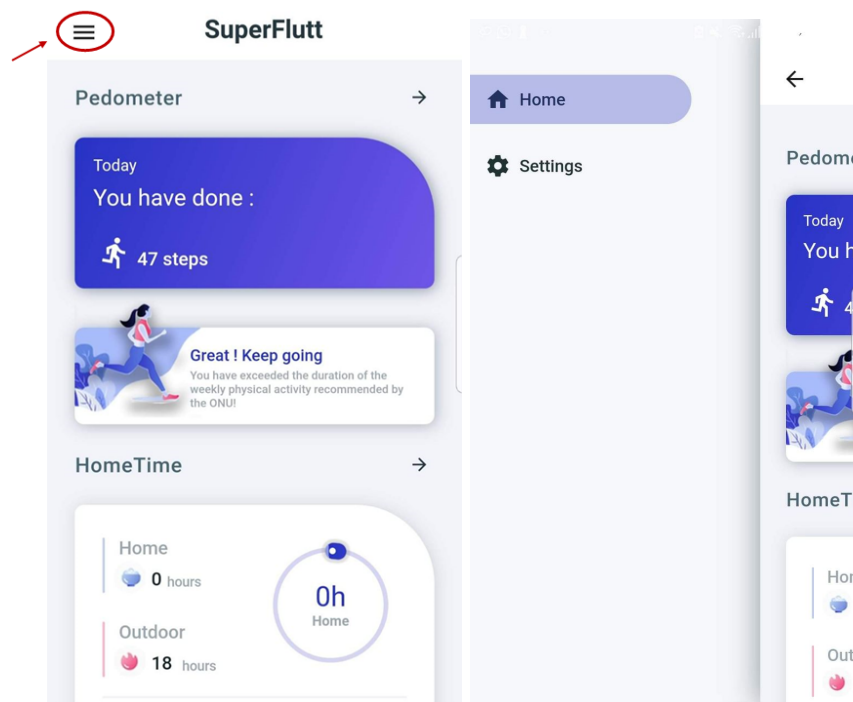 SuperFlutt
Pedometer
Today
You have done :
47 steps
Great ! Keep going
You have exceeded the duration of the
weekly physical activity recommended by
the ONU!
HomeTime
Home
0 hours
Outdoor
18 hours
0h
Home
Home
Settings
Pedome
Today
You h
4
HomeT
Hor
Out